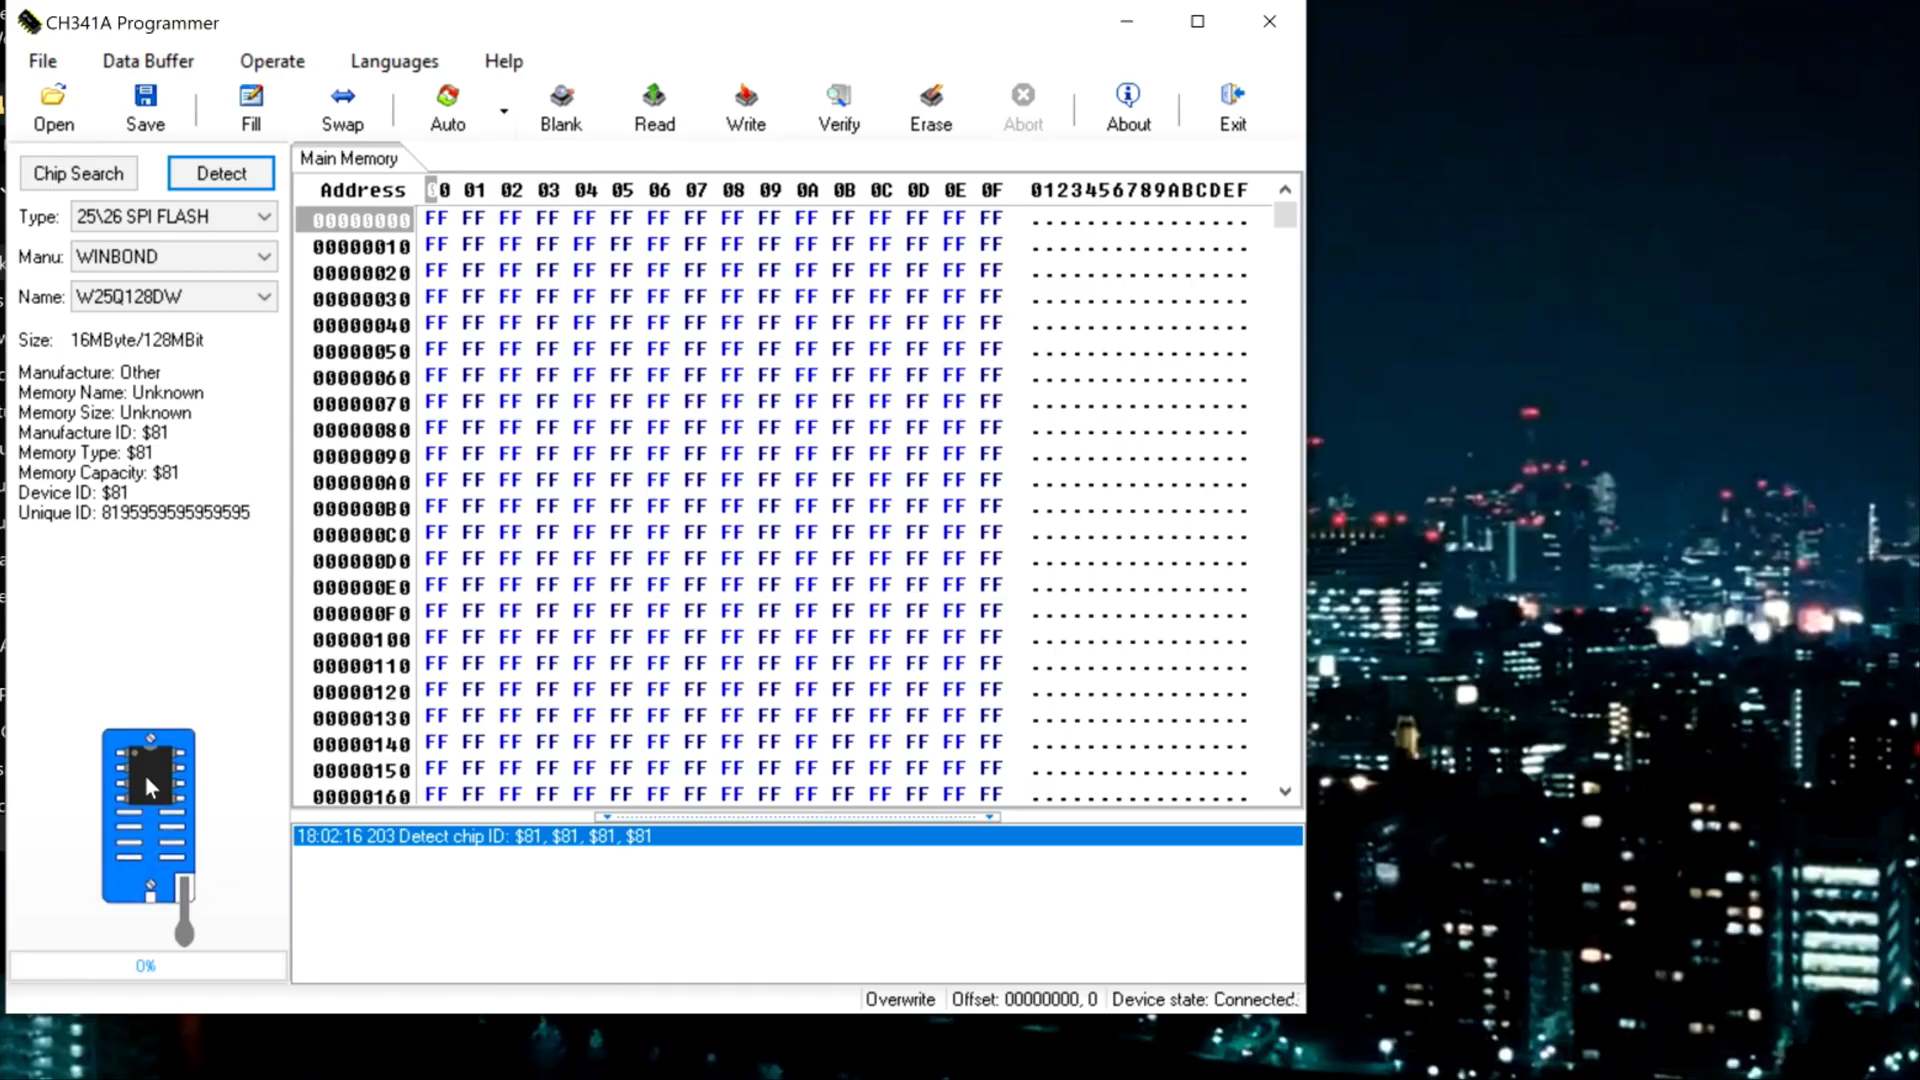 CH341A Programmer
File Data Buffer Operate Languages Help
Open Save Fill Swap Auto Blank Read Write Verify Erase Abort About Exit
Chip Search Detect
Type: 25\26 SPI FLASH
Manu: WINBOND
Name: W25Q128DW
Size: 16MByte/128MBit
Manufacture: Other
Memory Name: Unknown
Memory Size: Unknown
Manufacture ID: $81
Memory Type: $81
Memory Capacity: $81
Device ID: $81
Unique ID: 8195959595959595
0%
Main Memory
Address 00 01 02 03 04 05 06 07 08 09 0A 0B 0C 0D 0E 0F 0123456789ABCDEF
00000000 FF FF FF FF FF FF FF FF FF FF FF FF FF FF FF FF ................
00000010 FF FF FF FF FF FF FF FF FF FF FF FF FF FF FF FF ................
00000020 FF FF FF FF FF FF FF FF FF FF FF FF FF FF FF FF ................
00000030 FF FF FF FF FF FF FF FF FF FF FF FF FF FF FF FF ................
00000040 FF FF FF FF FF FF FF FF FF FF FF FF FF FF FF FF ................
00000050 FF FF FF FF FF FF FF FF FF FF FF FF FF FF FF FF ................
00000060 FF FF FF FF FF FF FF FF FF FF FF FF FF FF FF FF ................
00000070 FF FF FF FF FF FF FF FF FF FF FF FF FF FF FF FF ................
00000080 FF FF FF FF FF FF FF FF FF FF FF FF FF FF FF FF ................
00000090 FF FF FF FF FF FF FF FF FF FF FF FF FF FF FF FF ................
000000A0 FF FF FF FF FF FF FF FF FF FF FF FF FF FF FF FF ................
000000B0 FF FF FF FF FF FF FF FF FF FF FF FF FF FF FF FF ................
000000C0 FF FF FF FF FF FF FF FF FF FF FF FF FF FF FF FF ................
000000D0 FF FF FF FF FF FF FF FF FF FF FF FF FF FF FF FF ................
000000E0 FF FF FF FF FF FF FF FF FF FF FF FF FF FF FF FF ................
000000F0 FF FF FF FF FF FF FF FF FF FF FF FF FF FF FF FF ................
00000100 FF FF FF FF FF FF FF FF FF FF FF FF FF FF FF FF ................
00000110 FF FF FF FF FF FF FF FF FF FF FF FF FF FF FF FF ................
00000120 FF FF FF FF FF FF FF FF FF FF FF FF FF FF FF FF ................
00000130 FF FF FF FF FF FF FF FF FF FF FF FF FF FF FF FF ................
00000140 FF FF FF FF FF FF FF FF FF FF FF FF FF FF FF FF ................
00000150 FF FF FF FF FF FF FF FF FF FF FF FF FF FF FF FF ................
00000160 FF FF FF FF FF FF FF FF FF FF FF FF FF FF FF FF ................
18:02:16 203 Detect chip ID: $81, $81, $81, $81
Overwrite Offset: 00000000, 0 Device state: Connected.